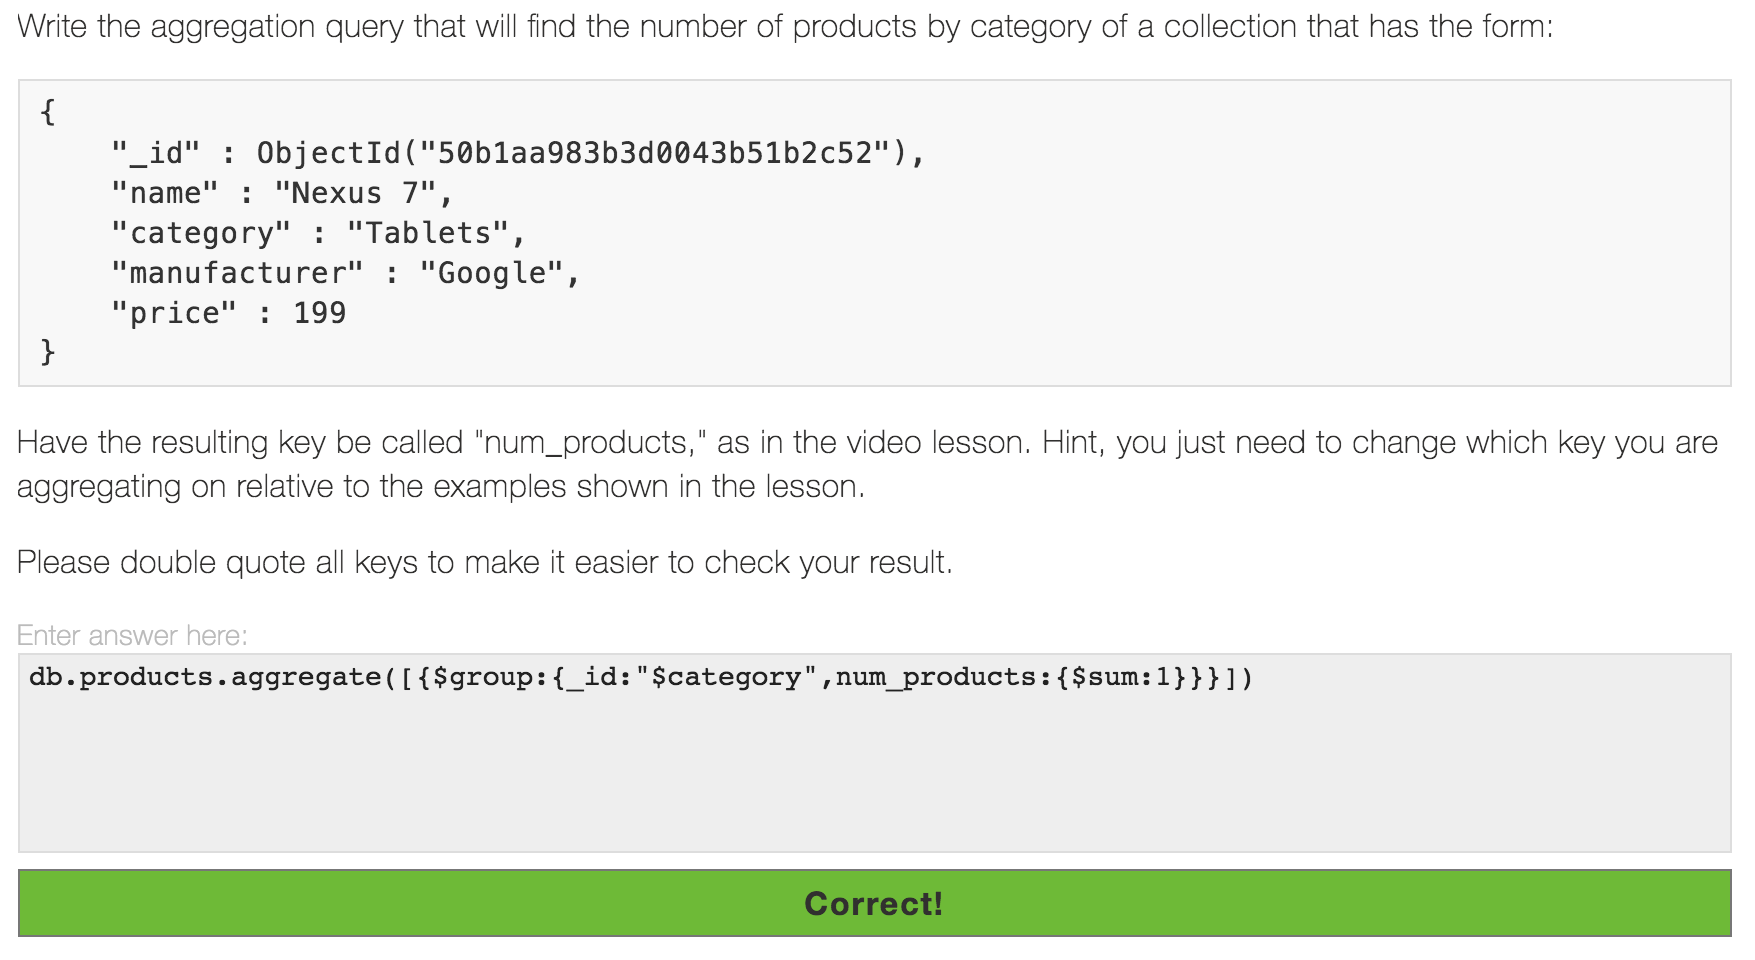 Write the aggregation query that will find the number of products by category of a collection that has the form:
{
    "_id" : ObjectId("50b1aa983b3d0043b51b2c52"),
    "name" : "Nexus 7",
    "category" : "Tablets",
    "manufacturer" : "Google",
    "price" : 199
}
Have the resulting key be called "num_products," as in the video lesson. Hint, you just need to change which key you are
aggregating on relative to the examples shown in the lesson.
Please double quote all keys to make it easier to check your result.
Enter answer here:
db.products.aggregate([{$group:{_id:"$category",num_products:{$sum:1}}}])
Correct!